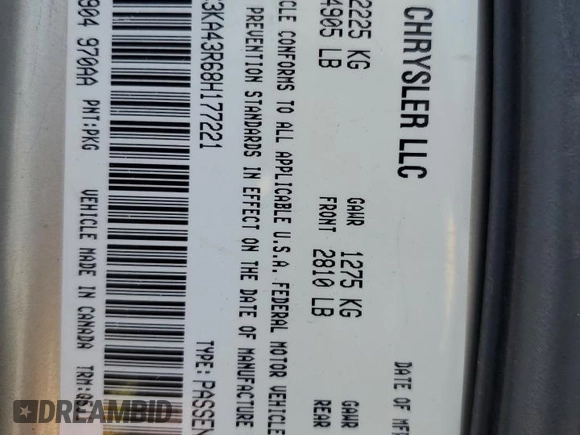 CHRYSLER LLC
DATE OF
2225 KG GAWR 1275 KG GAWR
4905 LB FRONT 2810 LB REAR
CLE CONFORMS TO ALL APPLICABLE U.S.A. FEDERAL MOTOR VEHICLE
PREVENTION STANDARDS IN EFFECT ON THE DATE OF MANUFACTURE
3KA43R68H177221 TYPE: PASSEN
904 970AA PNT:PKG VEHICLE MADE IN CANADA TRM:
DREAMBID